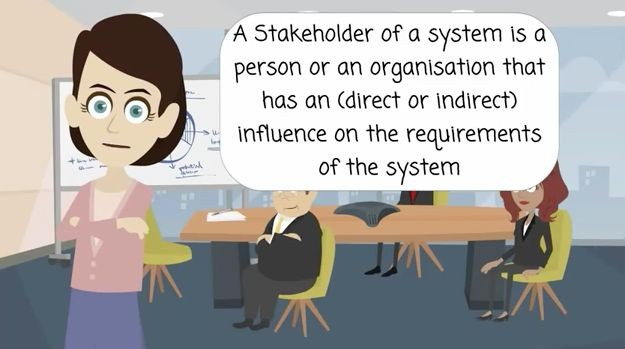 A Stakeholder of a system is a
person or an organisation that
has an (direct or indirect)
influence on the requirements
of the system